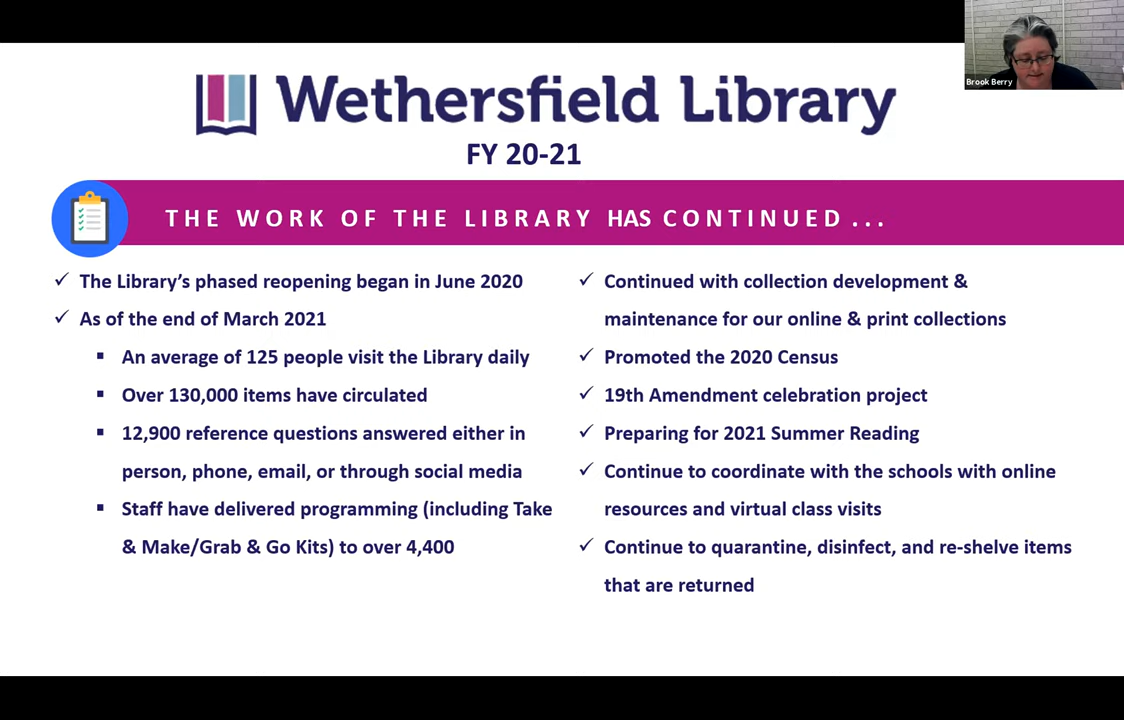 Brook Berry
Wethersfield Library
FY 20-21
THE WORK OF THE LIBRARY HAS CONTINUED ...
The Library's phased reopening began in June 2020
As of the end of March 2021
An average of 125 people visit the Library daily
Over 130,000 items have circulated
12,900 reference questions answered either in
person, phone, email, or through social media
Staff have delivered programming (including Take
& Make/Grab & Go Kits) to over 4,400
Continued with collection development &
maintenance for our online & print collections
Promoted the 2020 Census
19th Amendment celebration project
Preparing for 2021 Summer Reading
Continue to coordinate with the schools with online
resources and virtual class visits
Continue to quarantine, disinfect, and re-shelve items
that are returned